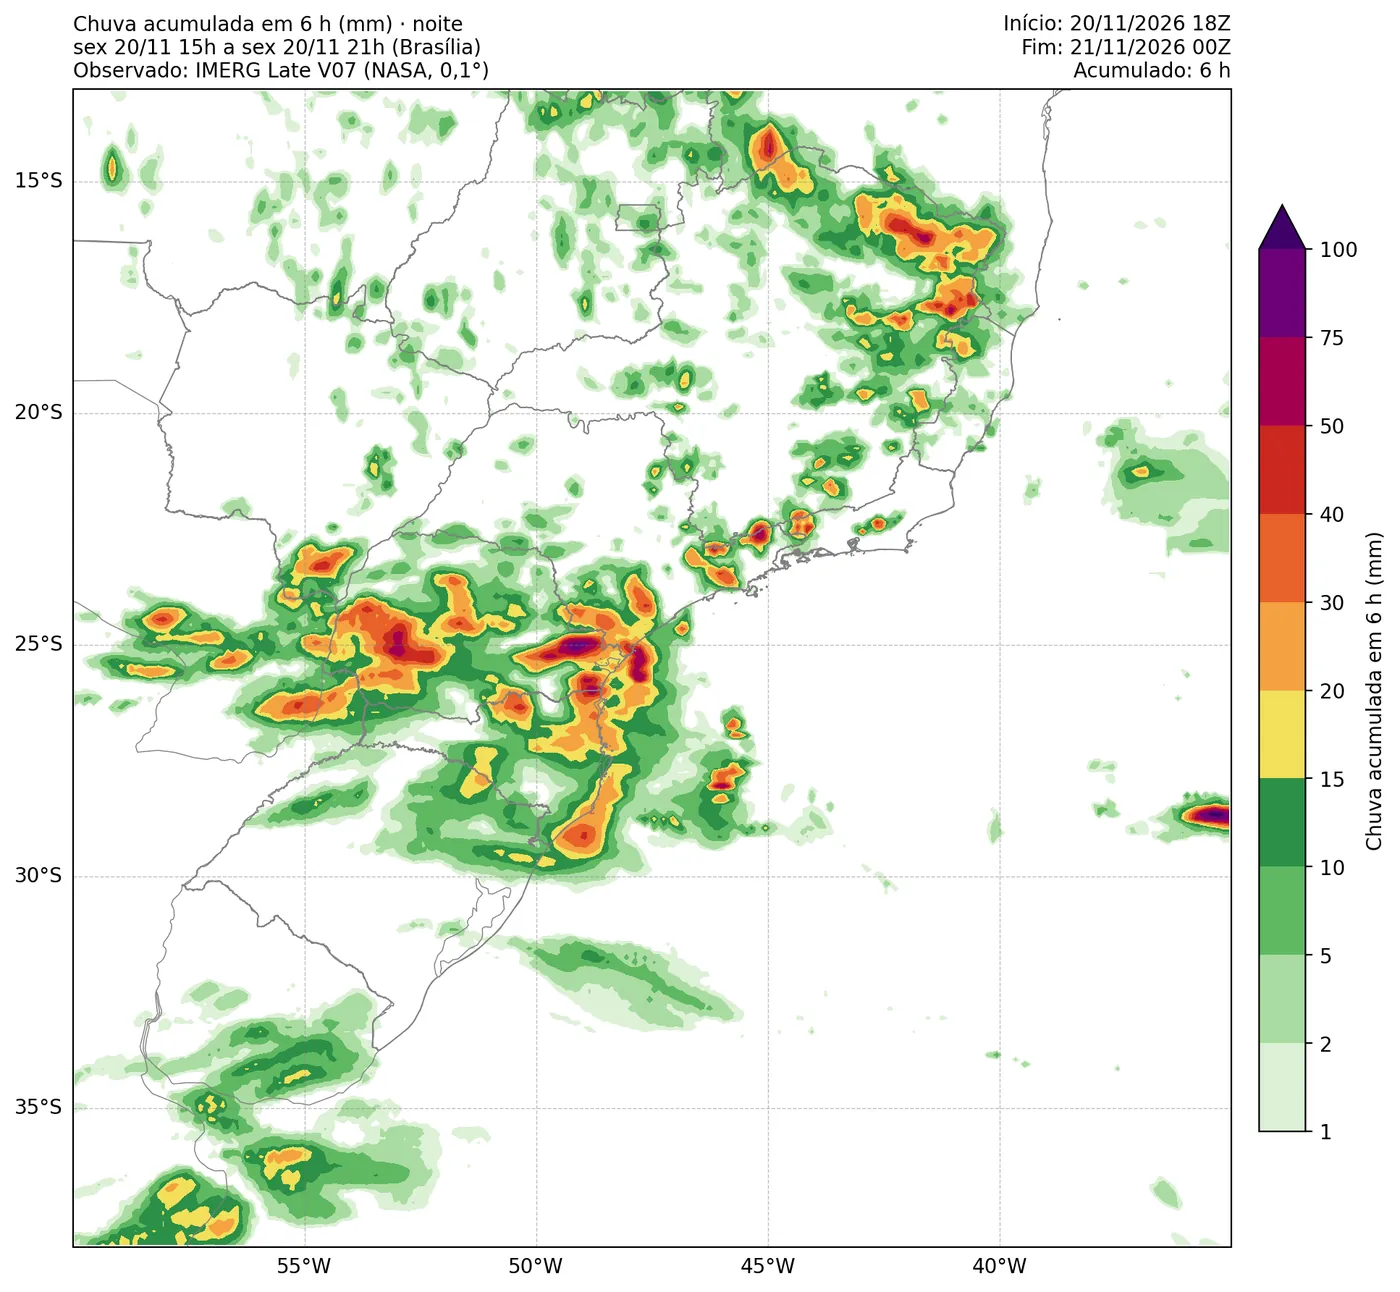 Chuva acumulada em 6 h (mm) · noite
sex 20/11 15h a sex 20/11 21h (Brasília)
Observado: IMERG Late V07 (NASA, 0,1°)
Início: 20/11/2026 18Z
Fim: 21/11/2026 00Z
Acumulado: 6 h
15°S
20°S
25°S
30°S
35°S
55°W
50°W
45°W
40°W
100
75
50
40
30
20
15
10
5
2
1
Chuva acumulada em 6 h (mm)